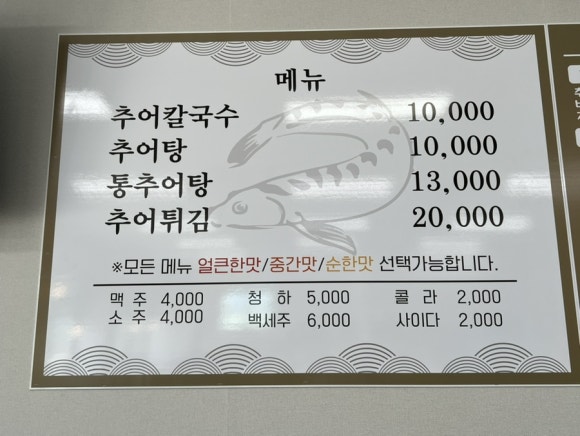 메뉴
추어칼국수 10,000
추어탕 10,000
통추어탕 13,000
추어튀김 20,000
※모든 메뉴 얼큰한맛/중간맛/순한맛 선택가능합니다.
맥 주 4,000 청 하 5,000 콜 라 2,000
소 주 4,000 백세주 6,000 사이다 2,000